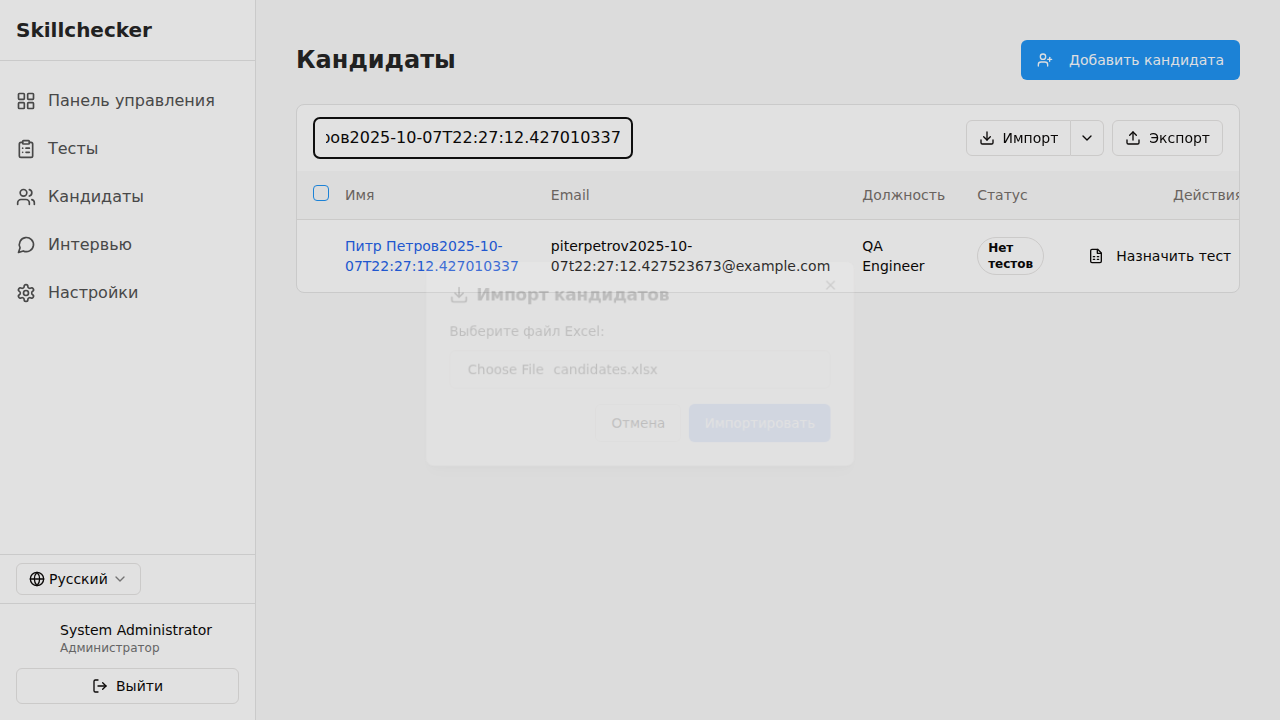 Skillchecker
Панель управления
Тесты
Кандидаты
Интервью
Настройки
Русский
System Administrator
Администратор
Выйти
Кандидаты
Добавить кандидата
ров2025-10-07T22:27:12.427010337
Импорт
Экспорт
Имя Email Должность Статус Действия
Питр Петров2025-10-
07T22:27:12.427010337
piterpetrov2025-10-
07t22:27:12.427523673@example.com
QA
Engineer
Нет
тестов
Назначить тест
Импорт кандидатов
Выберите файл Excel:
Choose File candidates.xlsx
Отмена
Импортировать